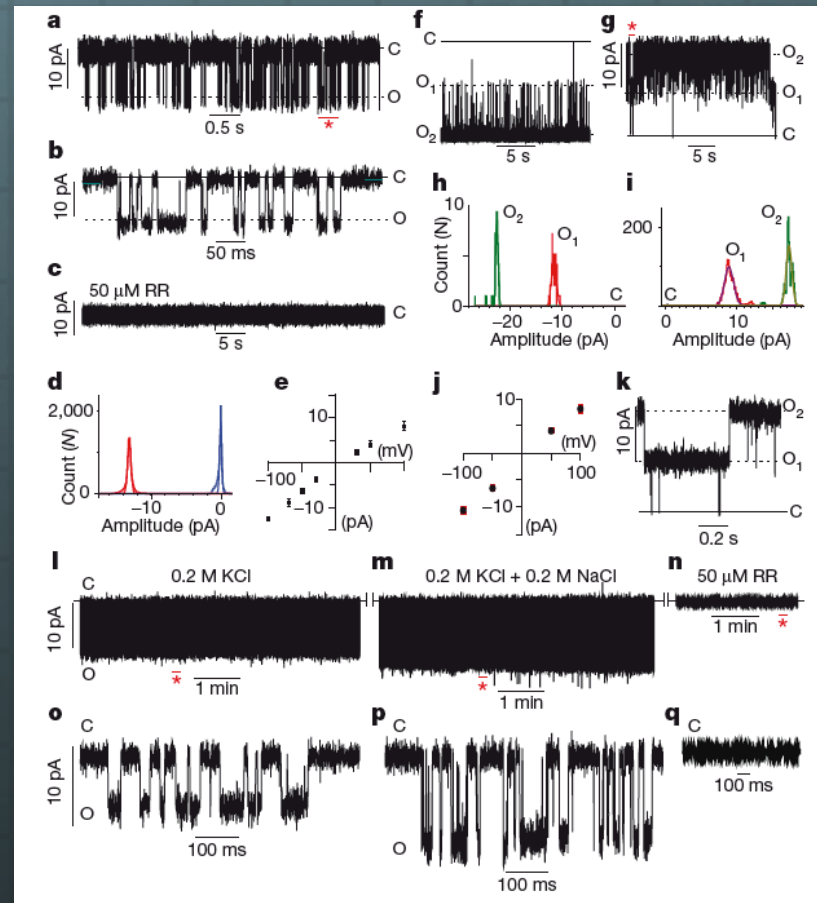 a
10 pA
C
O
0.5 s
*
b
10 pA
C
O
50 ms
c
50 µM RR
10 pA
C
5 s
f
C
O1
O2
5 s
g
*
10 pA
O2
O1
C
5 s
h
Count (N)
10
0
O2
O1
C
−20 −10 0
Amplitude (pA)
i
200
O2
O1
C
0 10
Amplitude (pA)
d
2,000
0
Count (N)
−10 0
Amplitude (pA)
e
10
(mV)
−100
−10
(pA)
j
10
(mV)
−100 100
−10
(pA)
k
10 pA
O2
O1
C
0.2 s
l
0.2 M KCl
C
10 pA
O
*
1 min
m
0.2 M KCl + 0.2 M NaCl
*
1 min
n
50 µM RR
1 min
*
o
C
10 pA
O
100 ms
p
C
O
100 ms
q
C
100 ms